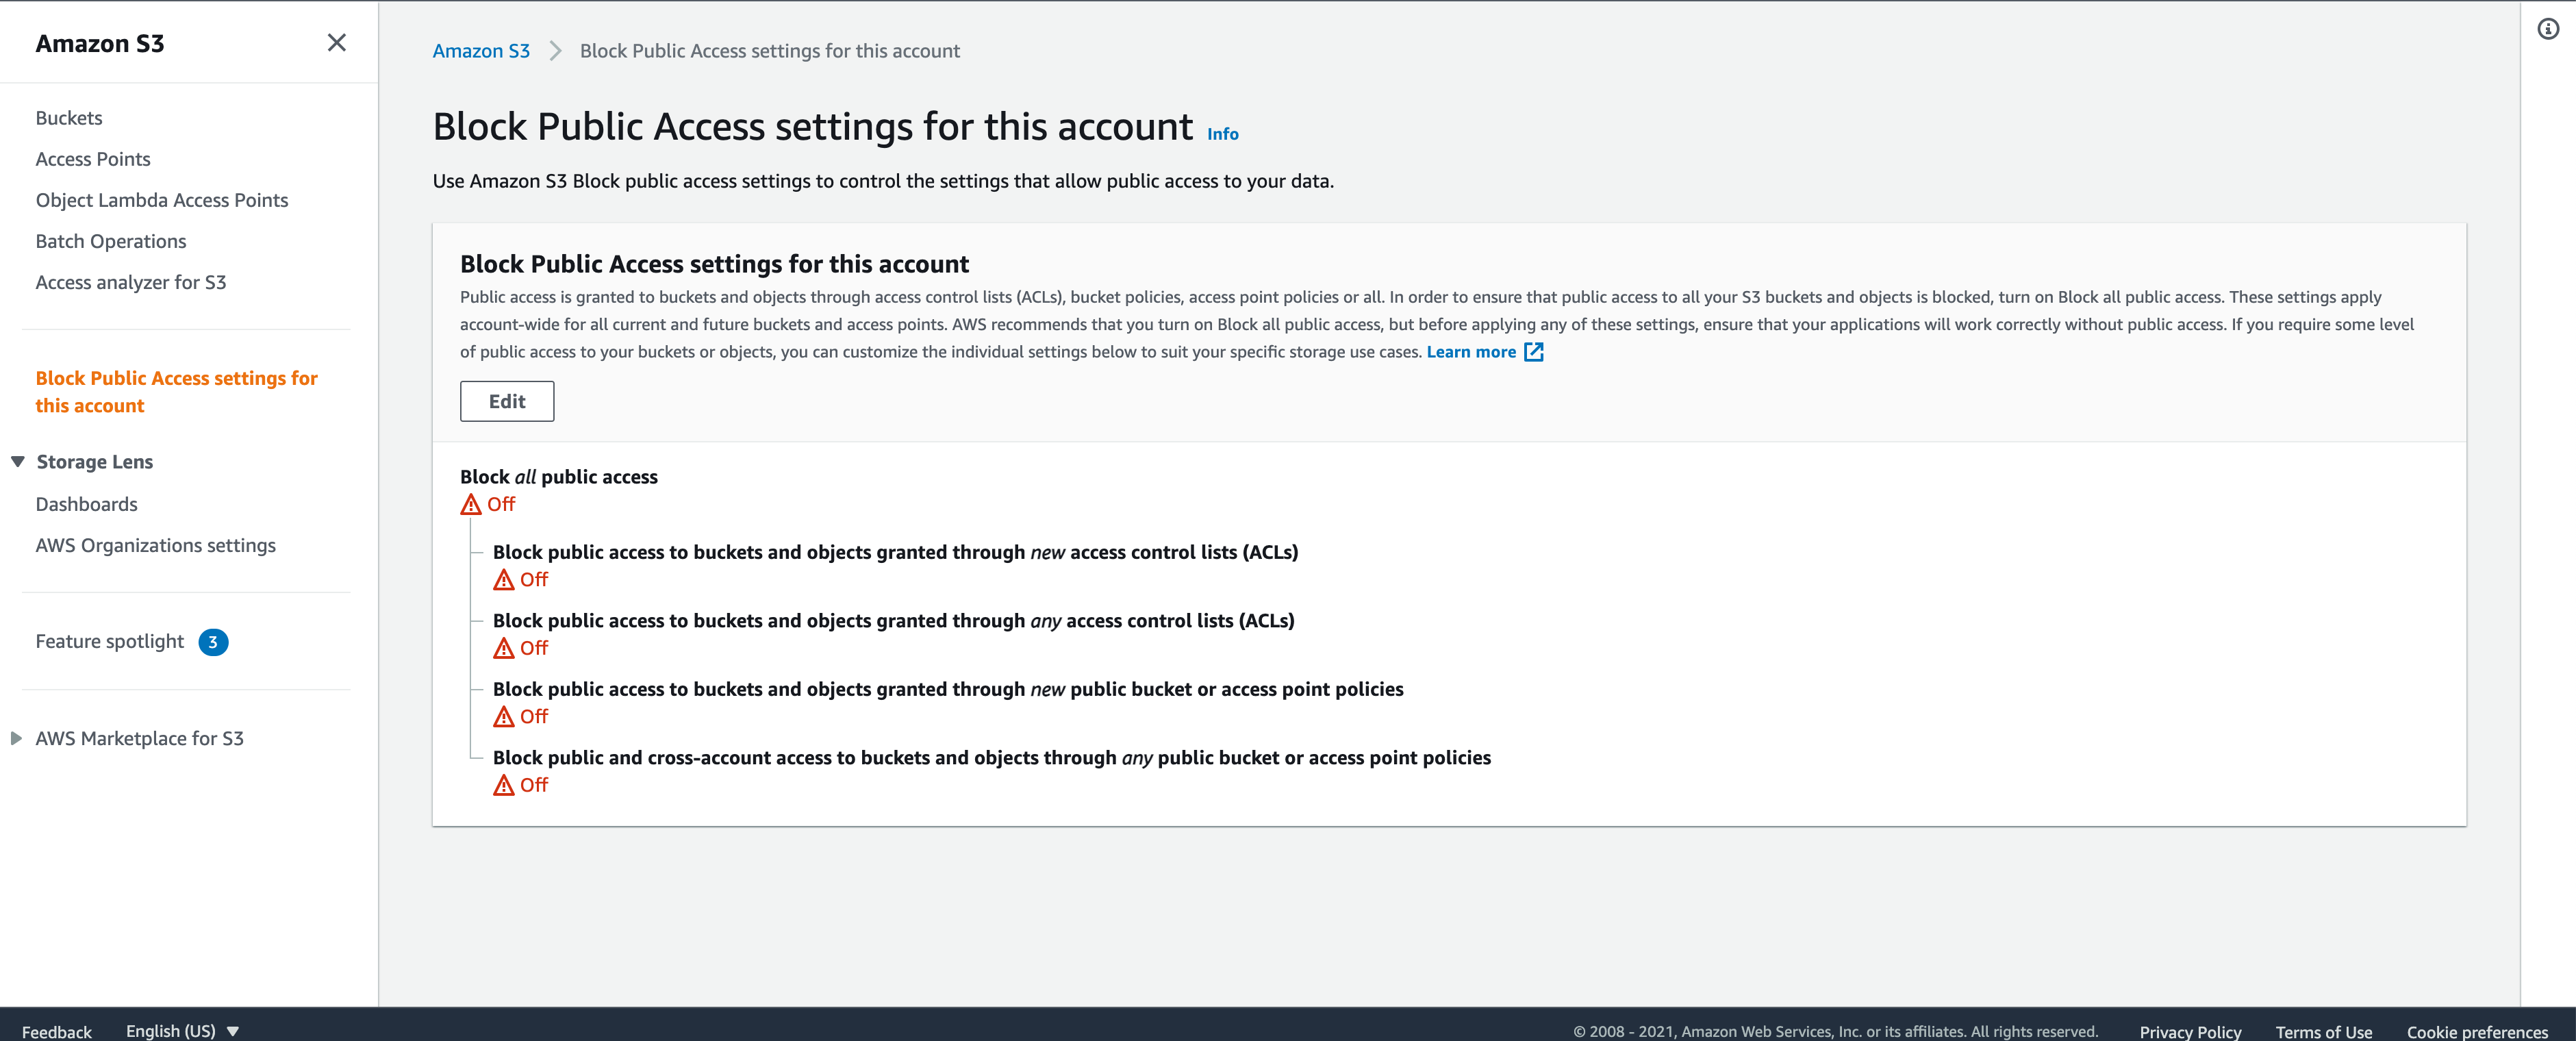 Amazon S3
Buckets
Access Points
Object Lambda Access Points
Batch Operations
Access analyzer for S3
Block Public Access settings for
this account
Storage Lens
Dashboards
AWS Organizations settings
Feature spotlight 3
AWS Marketplace for S3
Amazon S3 > Block Public Access settings for this account
Block Public Access settings for this account Info
Use Amazon S3 Block public access settings to control the settings that allow public access to your data.
Block Public Access settings for this account
Public access is granted to buckets and objects through access control lists (ACLs), bucket policies, access point policies or all. In order to ensure that public access to all your S3 buckets and objects is blocked, turn on Block all public access. These settings apply
account-wide for all current and future buckets and access points. AWS recommends that you turn on Block all public access, but before applying any of these settings, ensure that your applications will work correctly without public access. If you require some level
of public access to your buckets or objects, you can customize the individual settings below to suit your specific storage use cases. Learn more
Edit
Block all public access
Off
Block public access to buckets and objects granted through new access control lists (ACLs)
Off
Block public access to buckets and objects granted through any access control lists (ACLs)
Off
Block public access to buckets and objects granted through new public bucket or access point policies
Off
Block public and cross-account access to buckets and objects through any public bucket or access point policies
Off
Feedback English (US) © 2008 - 2021, Amazon Web Services, Inc. or its affiliates. All rights reserved. Privacy Policy Terms of Use Cookie preferences